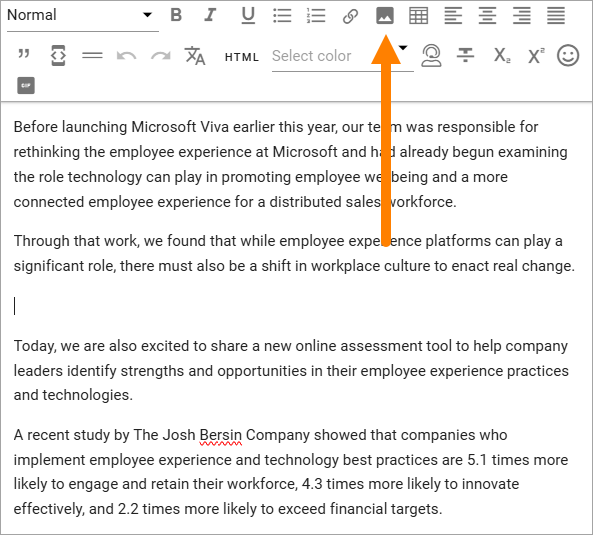 Normal
HTML Select color
GIF
Before launching Microsoft Viva earlier this year, our team was responsible for
rethinking the employee experience at Microsoft and had already begun examining
the role technology can play in promoting employee wellbeing and a more
connected employee experience for a distributed sales workforce.
Through that work, we found that while employee experience platforms can play a
significant role, there must also be a shift in workplace culture to enact real change.
Today, we are also excited to share a new online assessment tool to help company
leaders identify strengths and opportunities in their employee experience practices
and technologies.
A recent study by The Josh Bersin Company showed that companies who
implement employee experience and technology best practices are 5.1 times more
likely to engage and retain their workforce, 4.3 times more likely to innovate
effectively, and 2.2 times more likely to exceed financial targets.